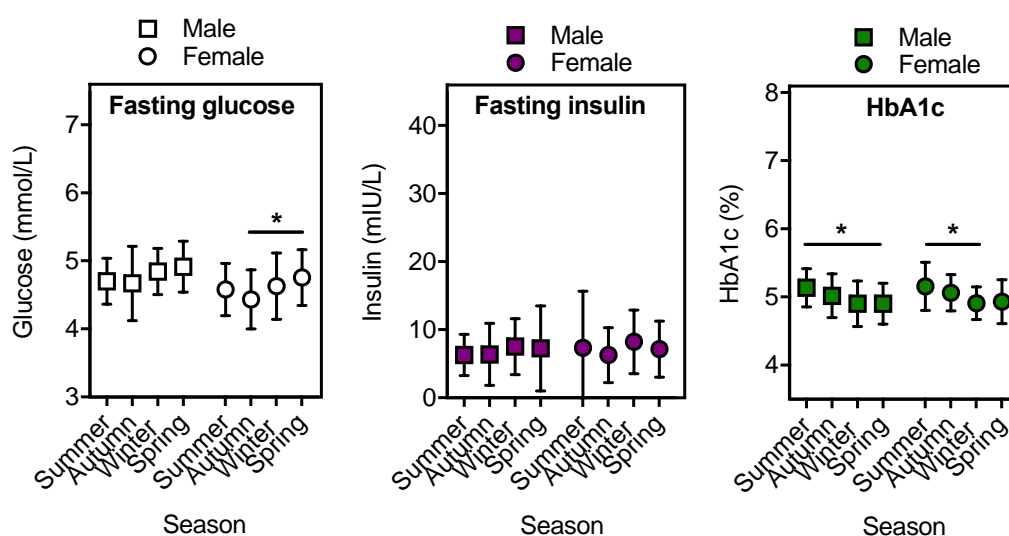 Male
Female
Fasting glucose
7
6
5
4
3
Glucose (mmol/L)
*
Summer
Autumn
Winter
Spring
Summer
Autumn
Winter
Spring
Season
Male
Female
Fasting insulin
40
30
20
10
0
Insulin (mIU/L)
Summer
Autumn
Winter
Spring
Summer
Autumn
Winter
Spring
Season
Male
Female
HbA1c
8
7
6
5
4
HbA1c (%)
*
*
Summer
Autumn
Winter
Spring
Summer
Autumn
Winter
Spring
Season